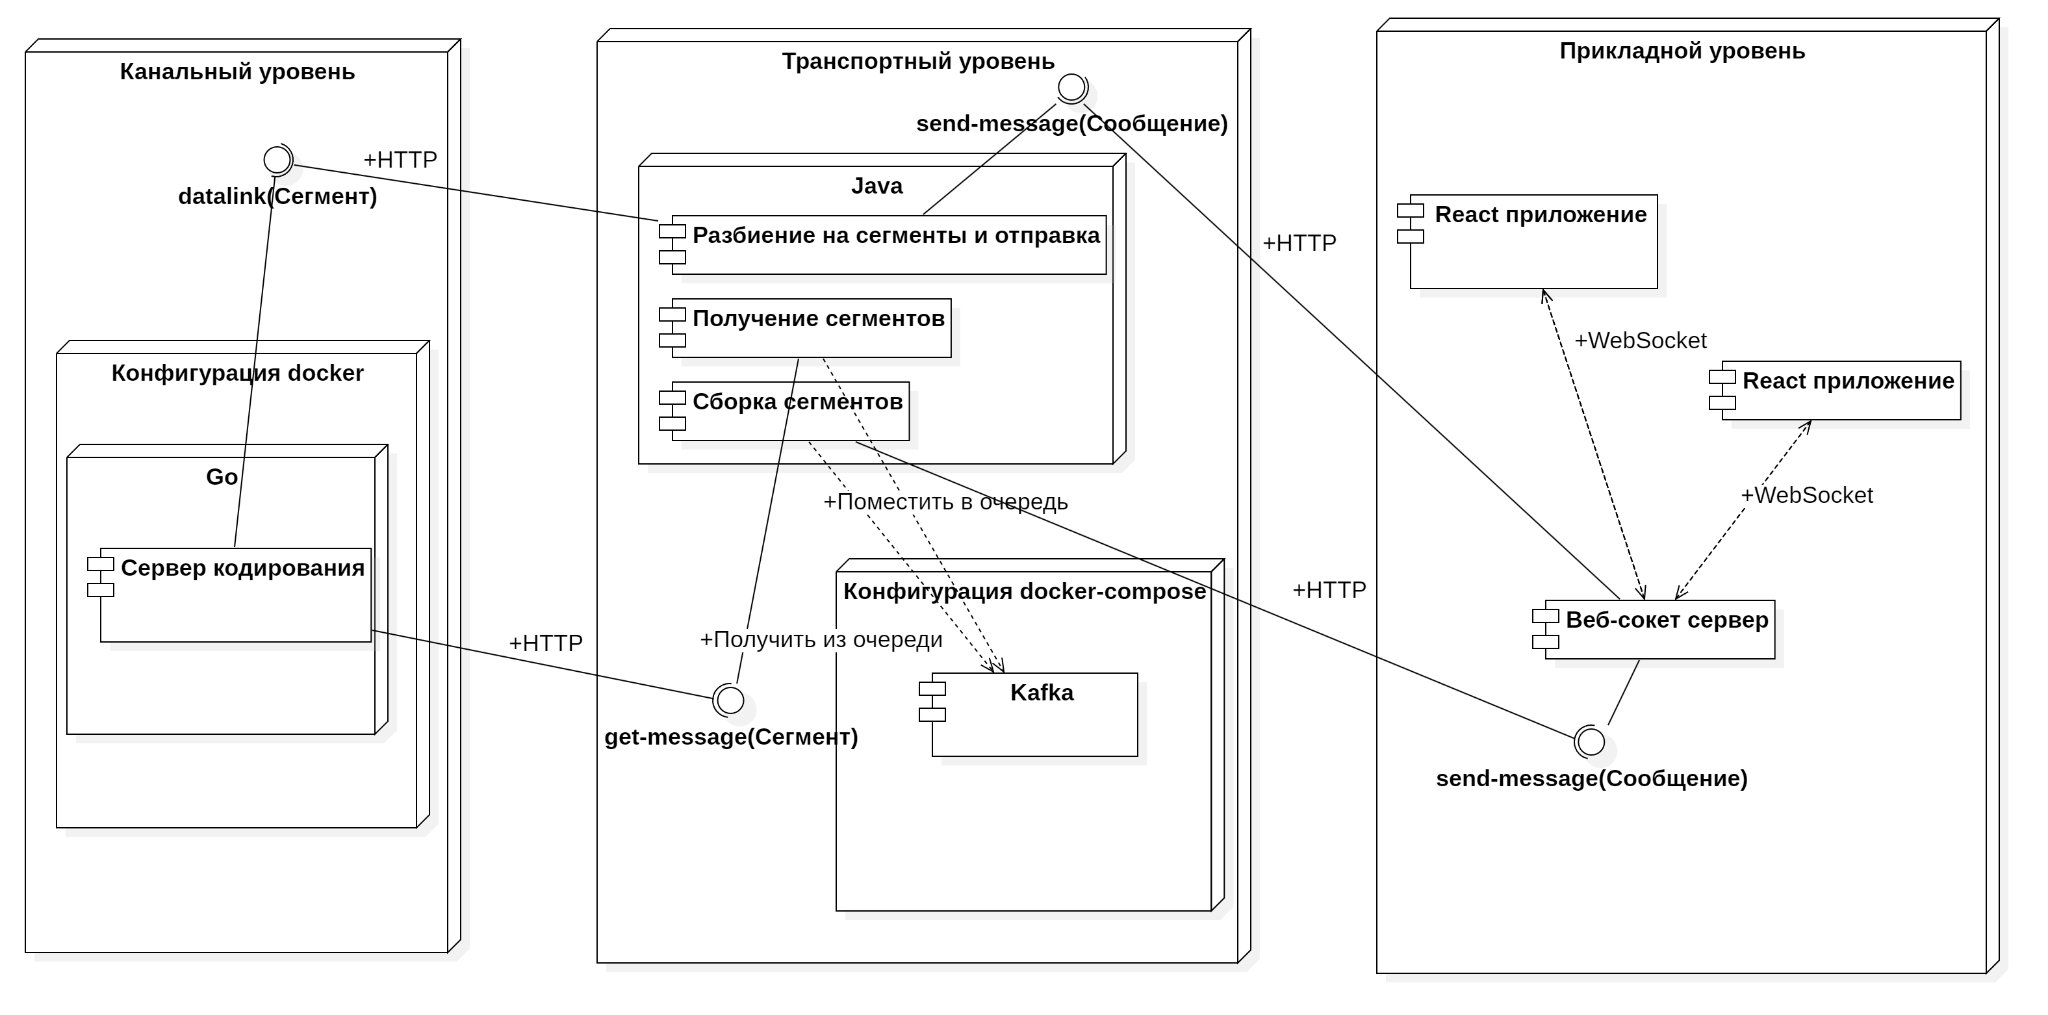 Канальный уровень
datalink(Сегмент)
+HTTP
Конфигурация docker
Go
Сервер кодирования
+HTTP
Транспортный уровень
send-message(Сообщение)
Java
Разбиение на сегменты и отправка
Получение сегментов
Сборка сегментов
+Поместить в очередь
Конфигурация docker-compose
+Получить из очереди
Kafka
get-message(Сегмент)
+HTTP
+HTTP
Прикладной уровень
React приложение
+WebSocket
React приложение
+WebSocket
Веб-сокет сервер
send-message(Сообщение)